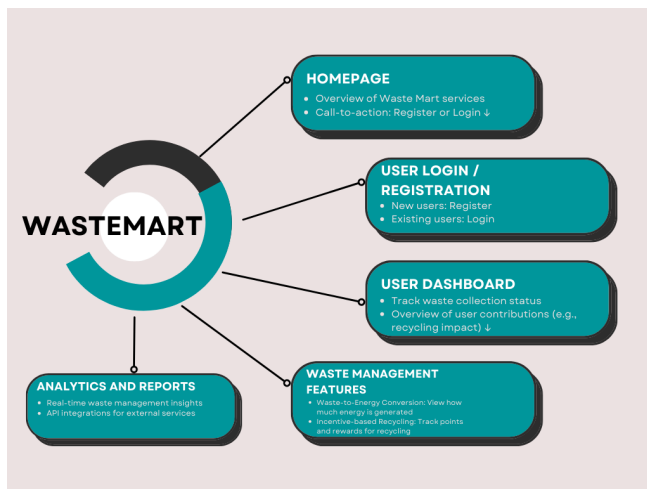 HOMEPAGE
• Overview of Waste Mart services
• Call-to-action: Register or Login ↓
USER LOGIN /
REGISTRATION
• New users: Register
• Existing users: Login
WASTEMART
USER DASHBOARD
• Track waste collection status
• Overview of user contributions (e.g.,
recycling impact) ↓
WASTE MANAGEMENT
FEATURES
• Waste-to-Energy Conversion: View how
much energy is generated
• Incentive-based Recycling: Track points
and rewards for recycling
ANALYTICS AND REPORTS
• Real-time waste management insights
• API integrations for external services